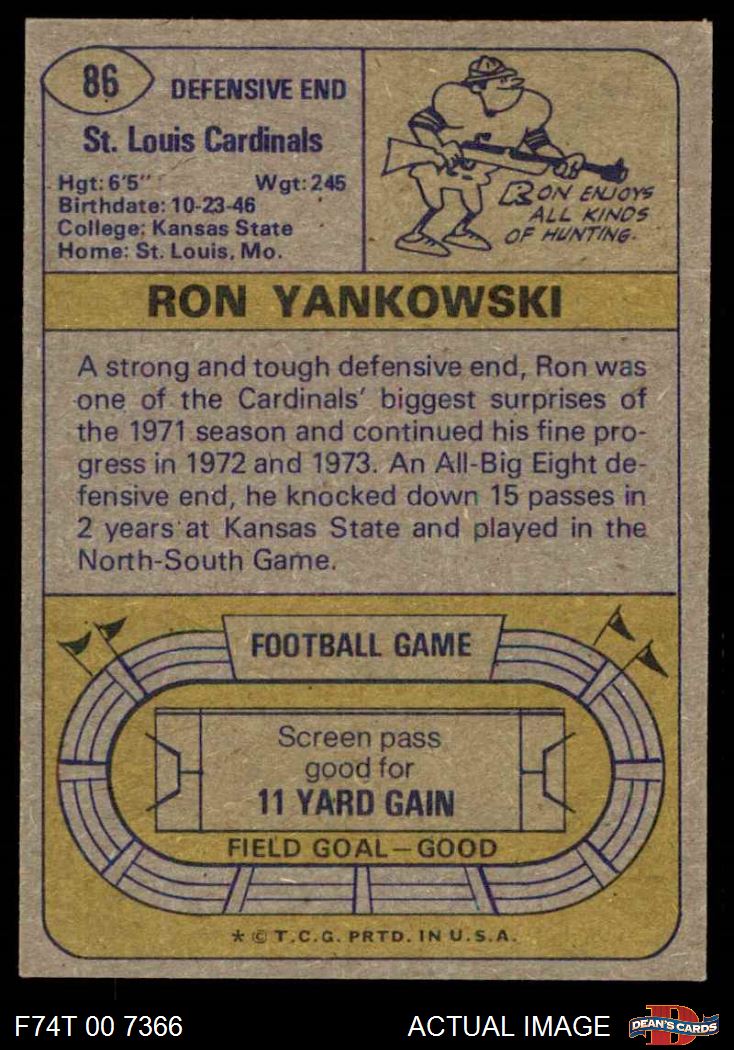 86
DEFENSIVE END
St. Louis Cardinals
Hgt: 6'5" Wgt: 245
Birthdate: 10-23-46
College: Kansas State
Home: St. Louis, Mo.
RON ENJOYS
ALL KINDS
OF HUNTING.
RON YANKOWSKI
A strong and tough defensive end, Ron was
one of the Cardinals' biggest surprises of
the 1971 season and continued his fine pro-
gress in 1972 and 1973. An All-Big Eight de-
fensive end, he knocked down 15 passes in
2 years at Kansas State and played in the
North-South Game.
FOOTBALL GAME
Screen pass
good for
11 YARD GAIN
FIELD GOAL—GOOD
* © T.C.G. PRTD. IN U.S.A.
F74T 00 7366
ACTUAL IMAGE
DEAN'S CARDS